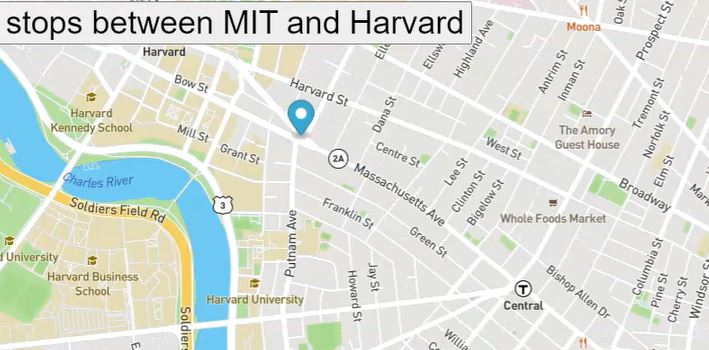 stops between MIT and Harvard
Moona
Harvard
Bow St
Harvard
Kennedy School
Mill St
Grant St
Harvard St
Highland Ave
Prospect St
Antrim St
Inman St
Dana St
Centre St
West St
The Amory
Guest House
Tremont St
Norfolk St
Elm St
2A
Massachusetts Ave
Lee St
Clinton St
Bigelow St
Broadway
Charles River
Soldiers Field Rd
3
Putnam Ave
Franklin St
Green St
Whole Foods Market
Harvard Business
School
Harvard University
Howard St
Jay St
T
Central
Bishop Allen Dr
Columbia St
Pine St
Cherry St
Windsor St